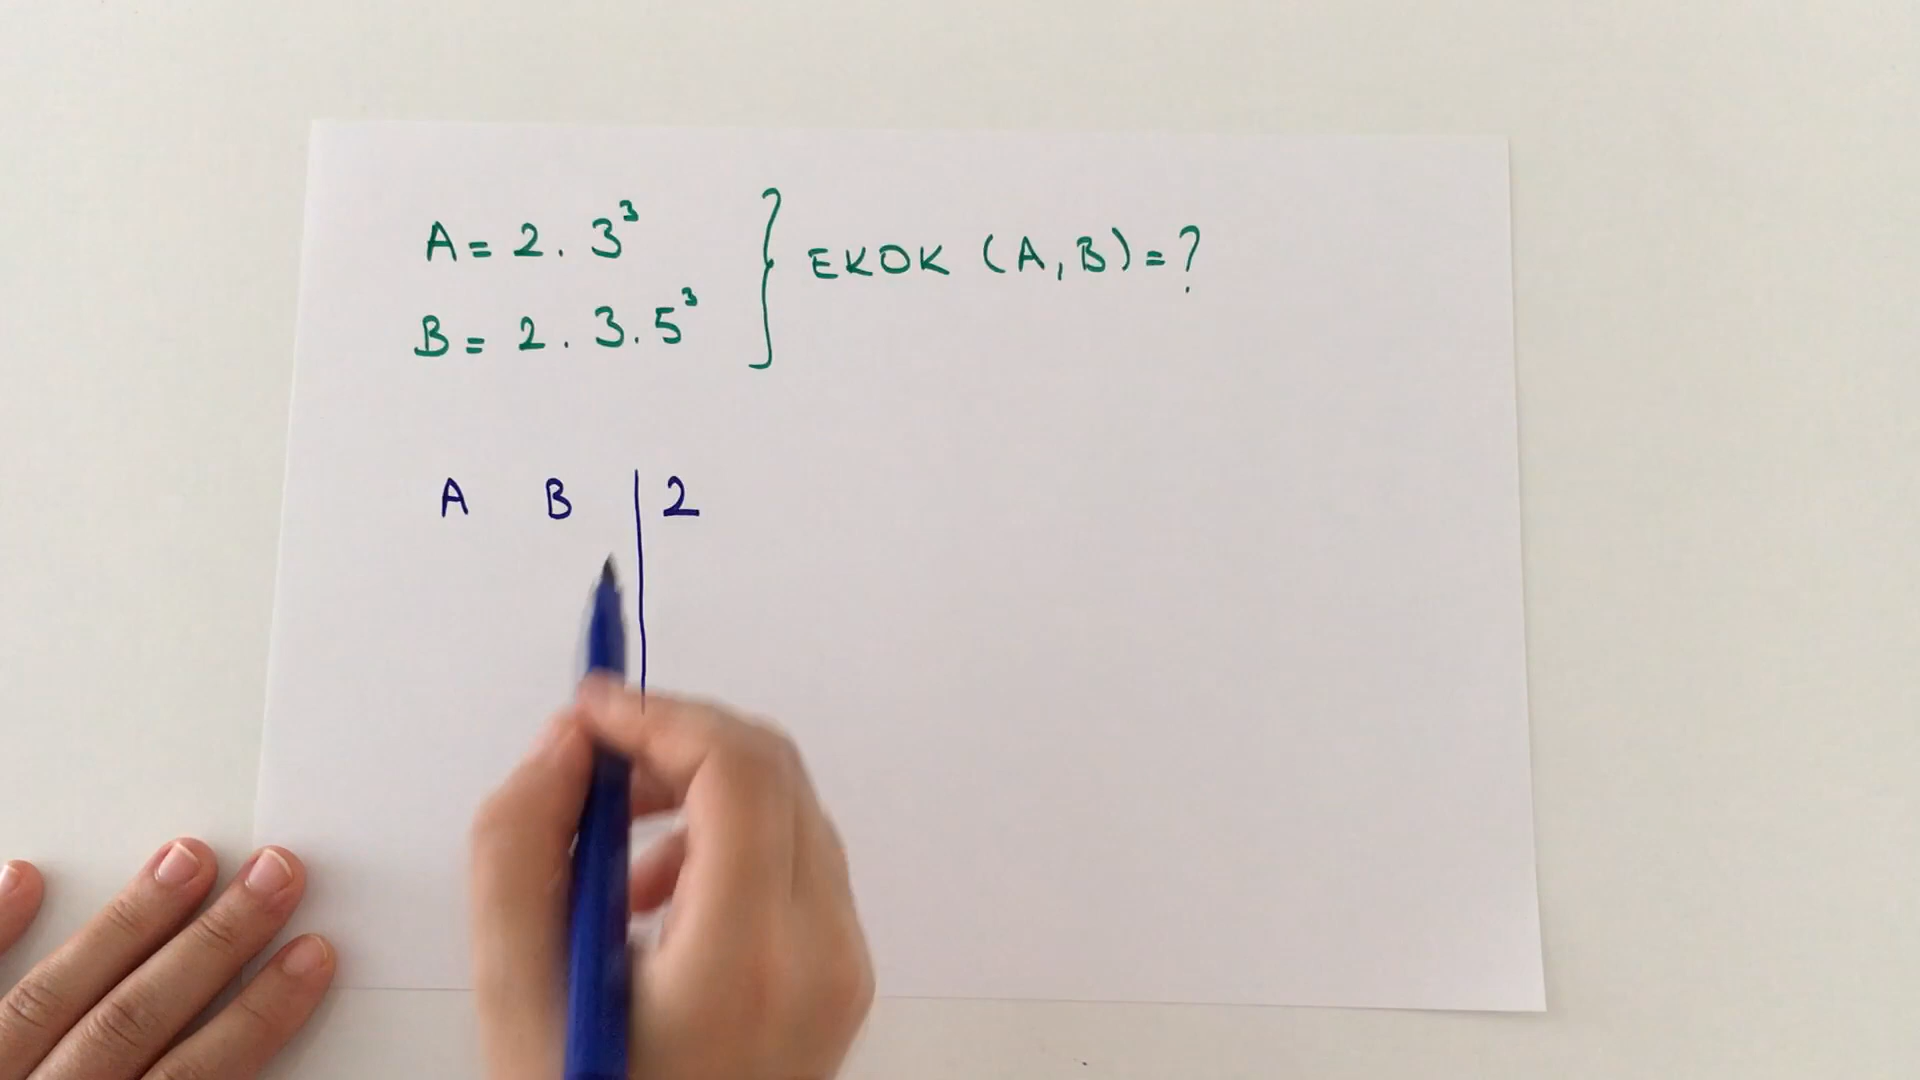 A = 2 . 3³
B = 2 . 3 . 5³
EKOK (A, B) = ?
A B | 2